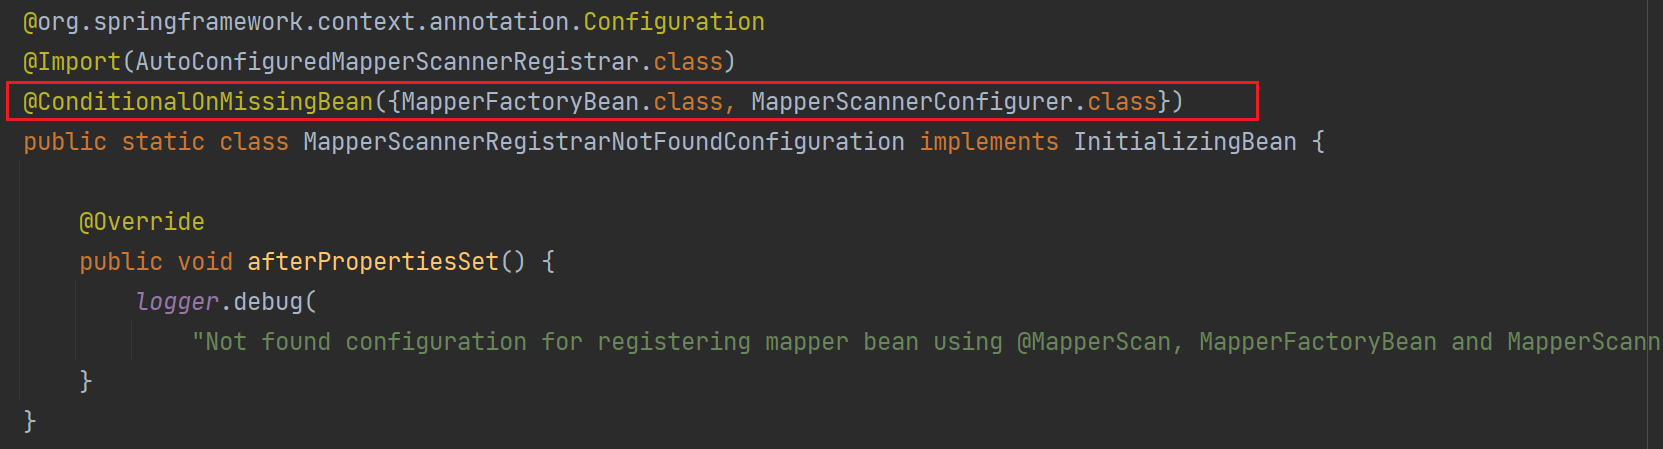 @org.springframework.context.annotation.Configuration
@Import(AutoConfiguredMapperScannerRegistrar.class)
@ConditionalOnMissingBean({MapperFactoryBean.class, MapperScannerConfigurer.class})
public static class MapperScannerRegistrarNotFoundConfiguration implements InitializingBean {
@Override
public void afterPropertiesSet() {
logger.debug(
"Not found configuration for registering mapper bean using @MapperScan, MapperFactoryBean and MapperScann
}
}